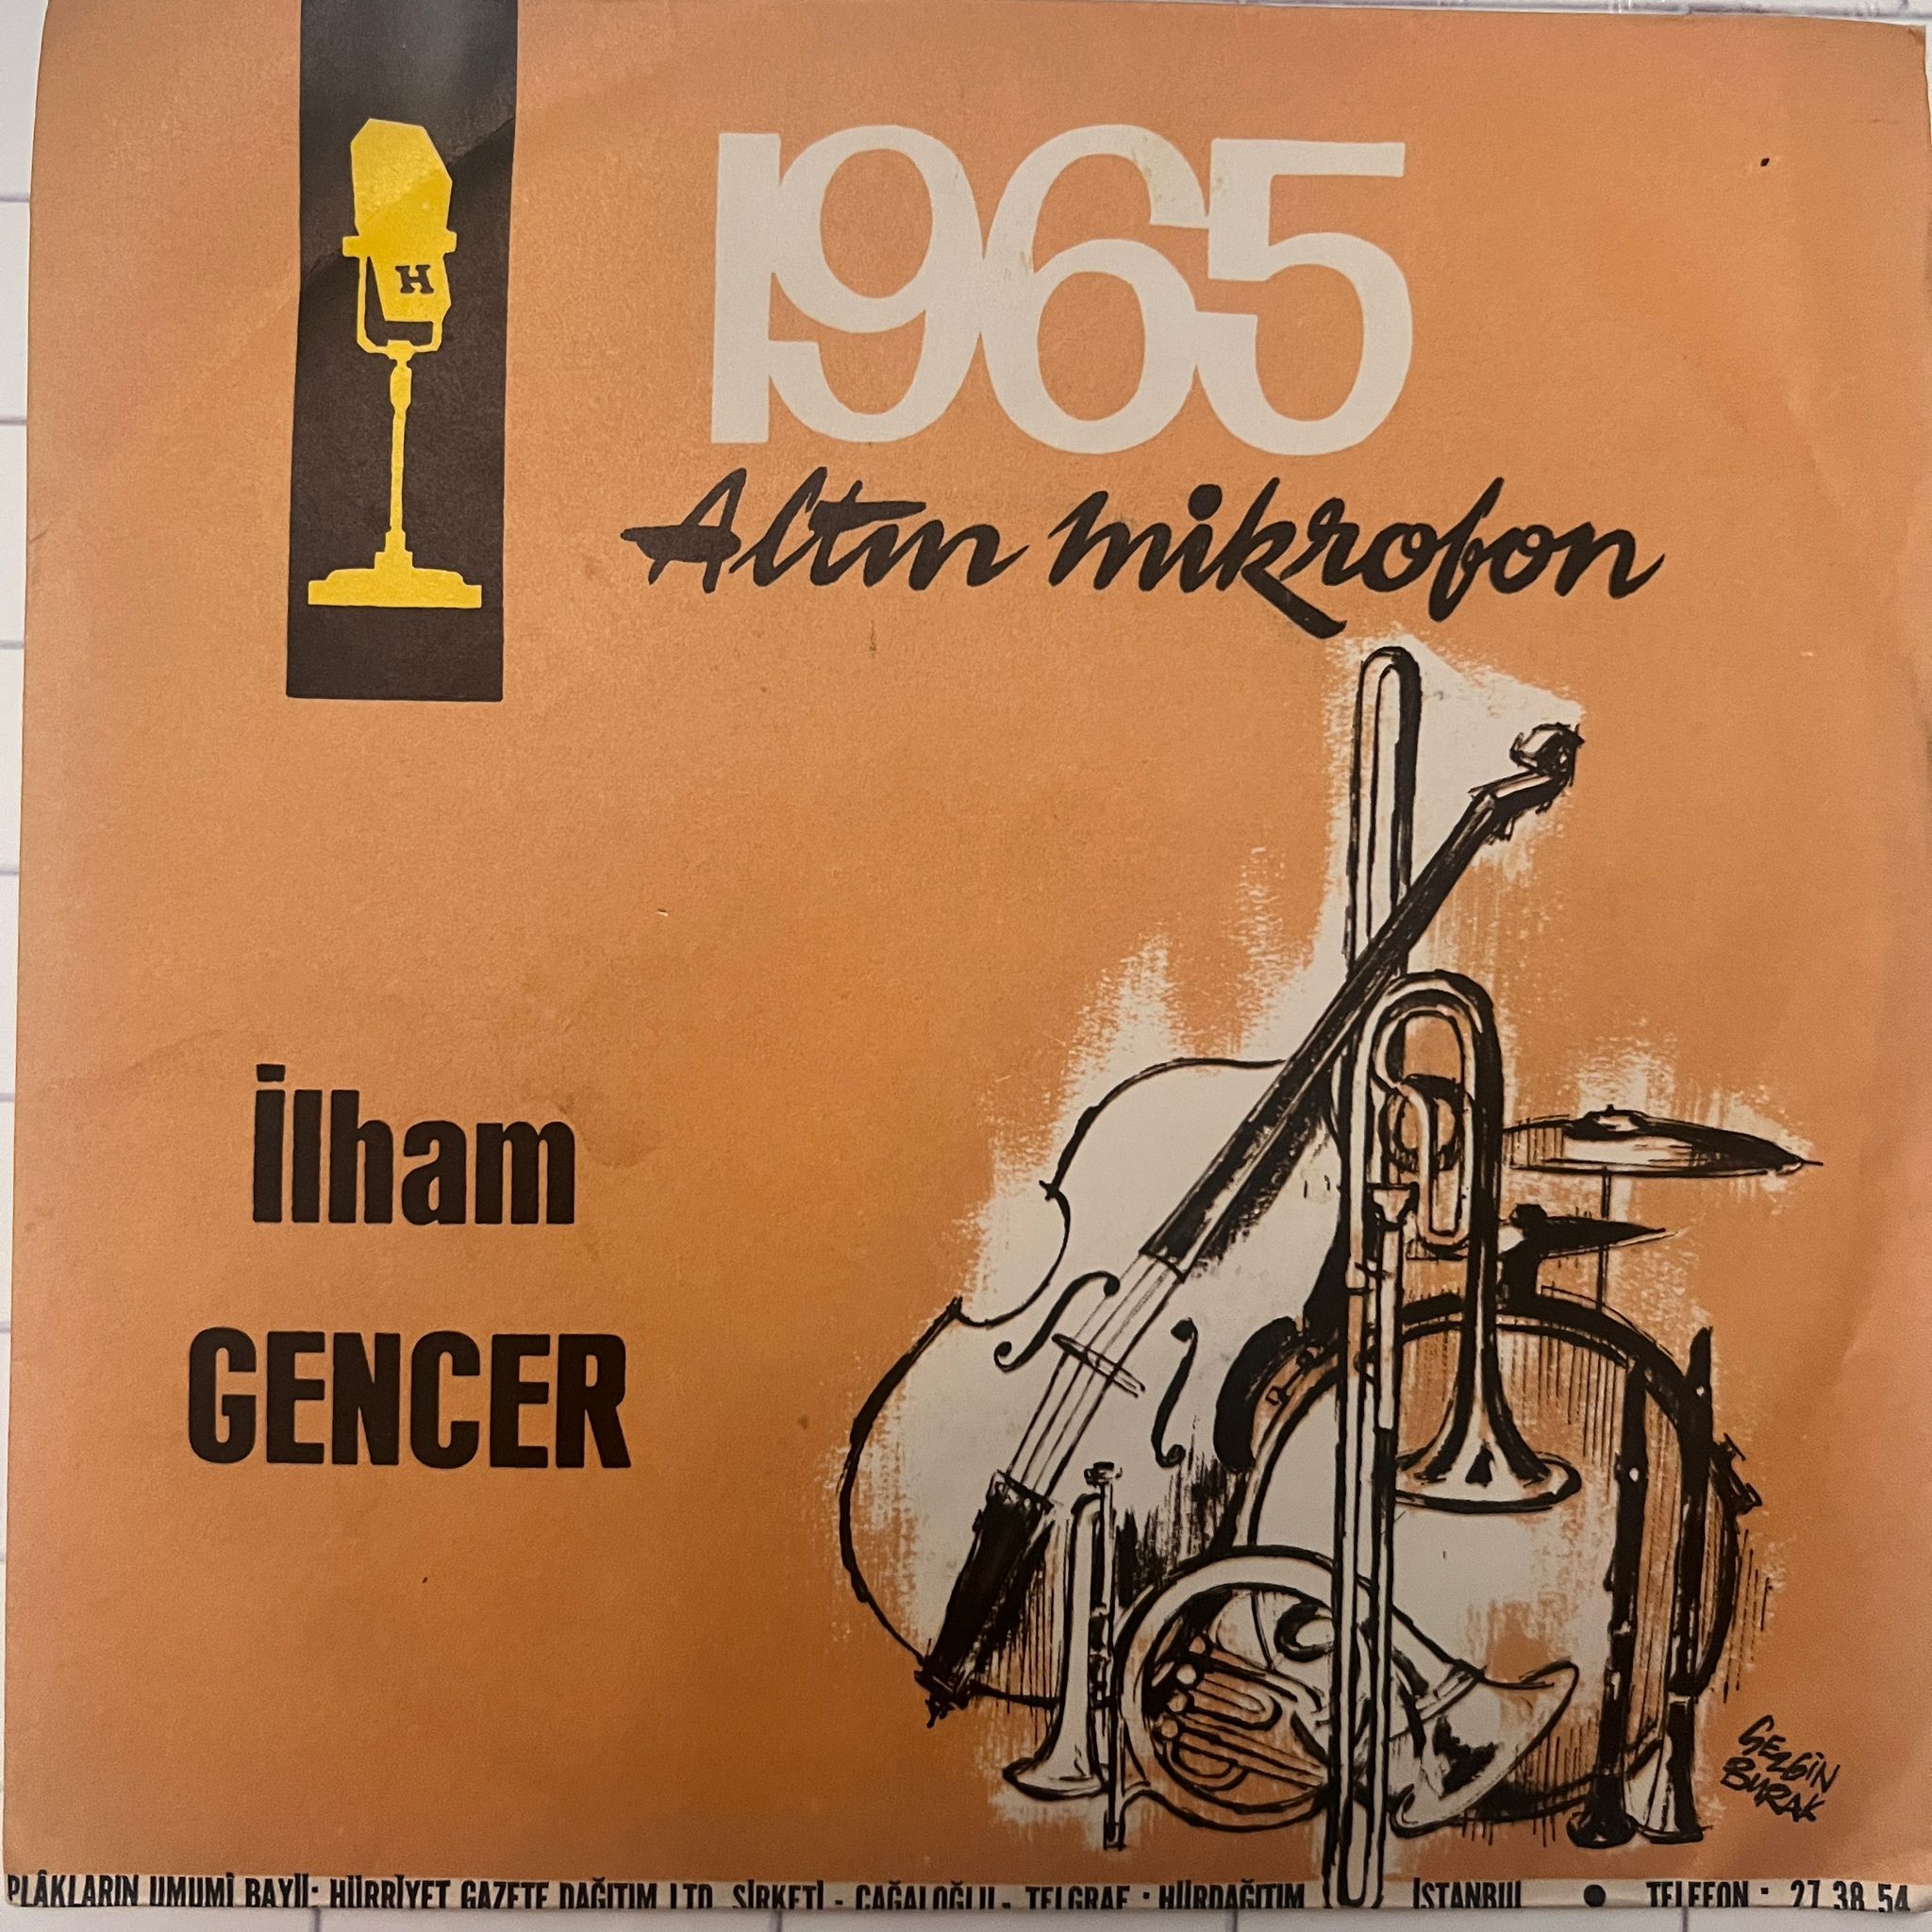 H
1965
Altın mikrofon
İlham
GENCER
SEZGİN
BURAK
PLÂKLARIN UMUMÎ BAYİİ: HÜRRİYET GAZETE DAĞITIM LTD. ŞİRKETİ - CAĞALOĞLU - TELGRAF : HÜRDAĞITIM İSTANBUL ● TELEFON : 27 38 54